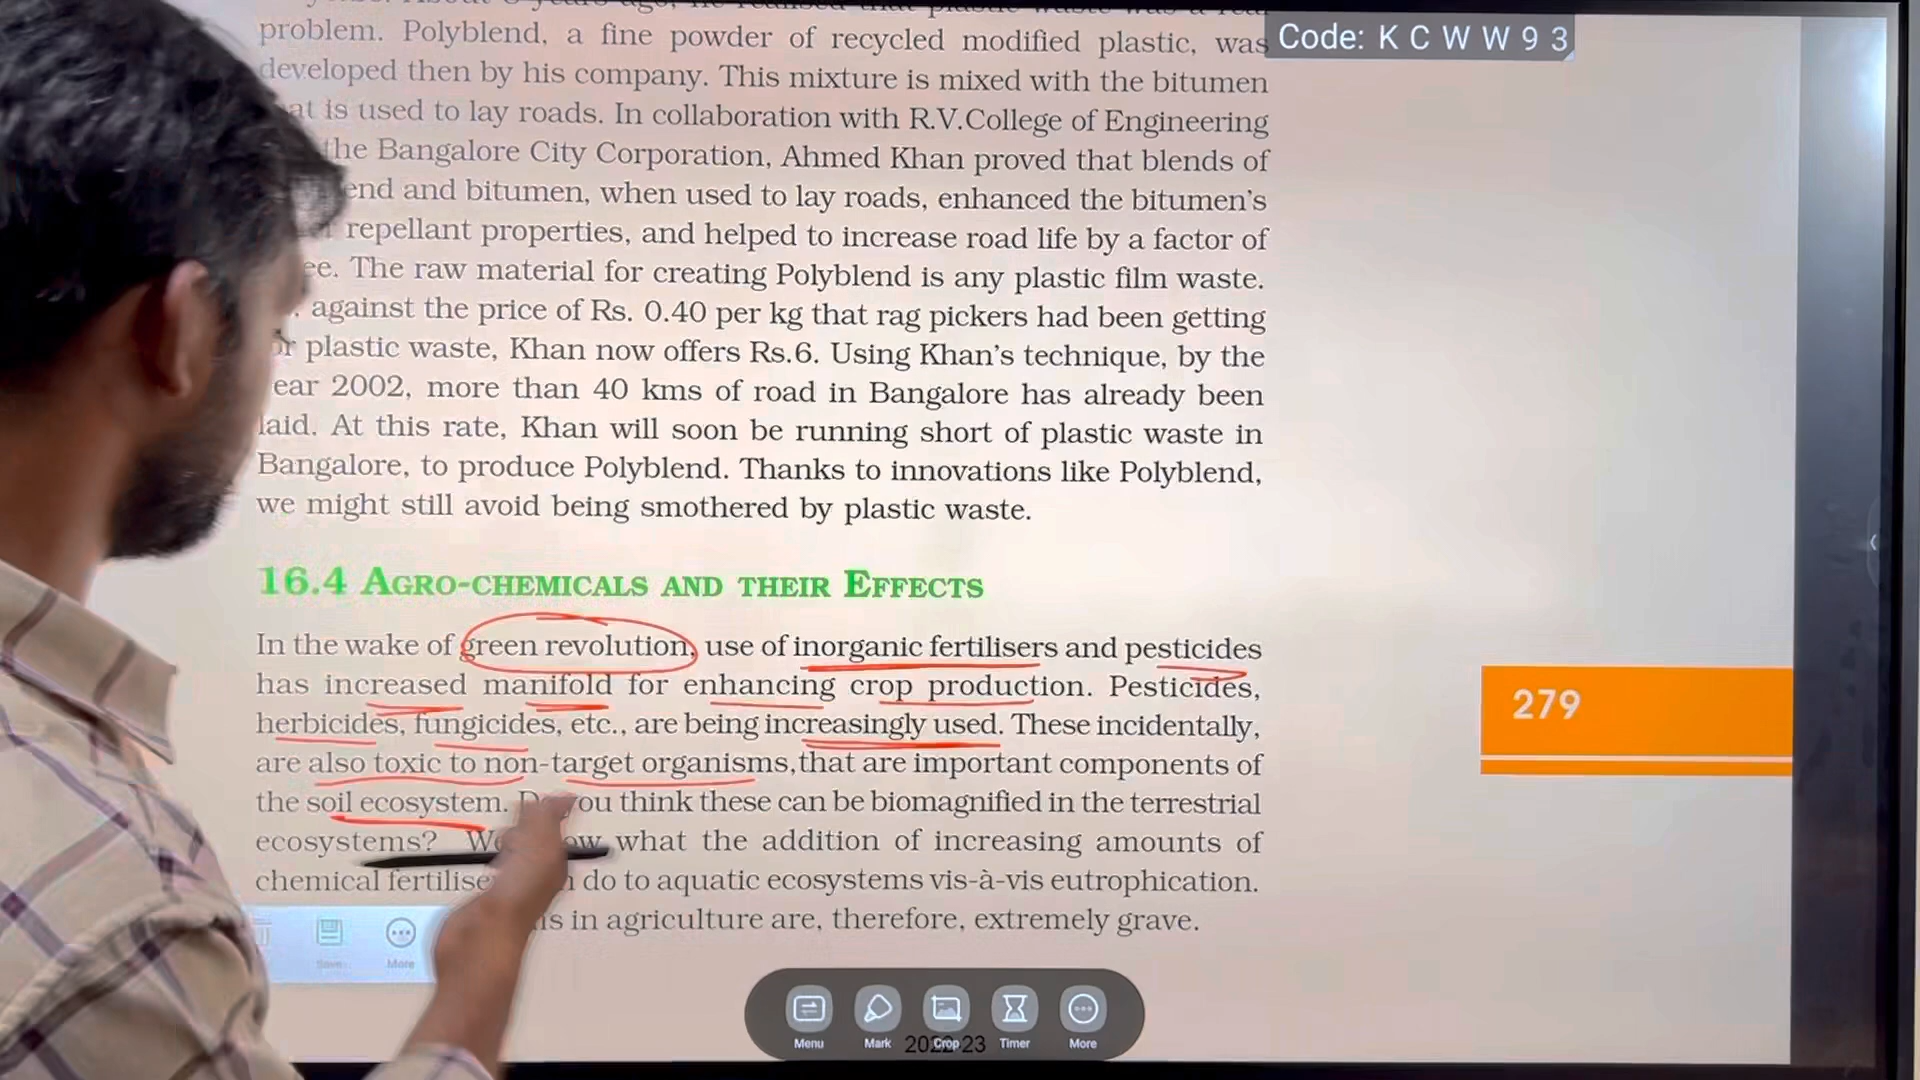 problem. Polyblend, a fine powder of recycled modified plastic, was
Code: K C W W 9 3
developed then by his company. This mixture is mixed with the bitumen
at is used to lay roads. In collaboration with R.V.College of Engineering
the Bangalore City Corporation, Ahmed Khan proved that blends of
end and bitumen, when used to lay roads, enhanced the bitumen's
repellant properties, and helped to increase road life by a factor of
ee. The raw material for creating Polyblend is any plastic film waste.
against the price of Rs. 0.40 per kg that rag pickers had been getting
or plastic waste, Khan now offers Rs.6. Using Khan's technique, by the
ear 2002, more than 40 kms of road in Bangalore has already been
laid. At this rate, Khan will soon be running short of plastic waste in
Bangalore, to produce Polyblend. Thanks to innovations like Polyblend,
we might still avoid being smothered by plastic waste.
16.4 AGRO-CHEMICALS AND THEIR EFFECTS
In the wake of green revolution, use of inorganic fertilisers and pesticides
has increased manifold for enhancing crop production. Pesticides,
herbicides, fungicides, etc., are being increasingly used. These incidentally,
are also toxic to non-target organisms,that are important components of
the soil ecosystem. Do you think these can be biomagnified in the terrestrial
ecosystems? We ow what the addition of increasing amounts of
chemical fertilise do to aquatic ecosystems vis-à-vis eutrophication.
ns in agriculture are, therefore, extremely grave.
279
Save
More
Menu
Mark
Crop
Timer
More
2022-23